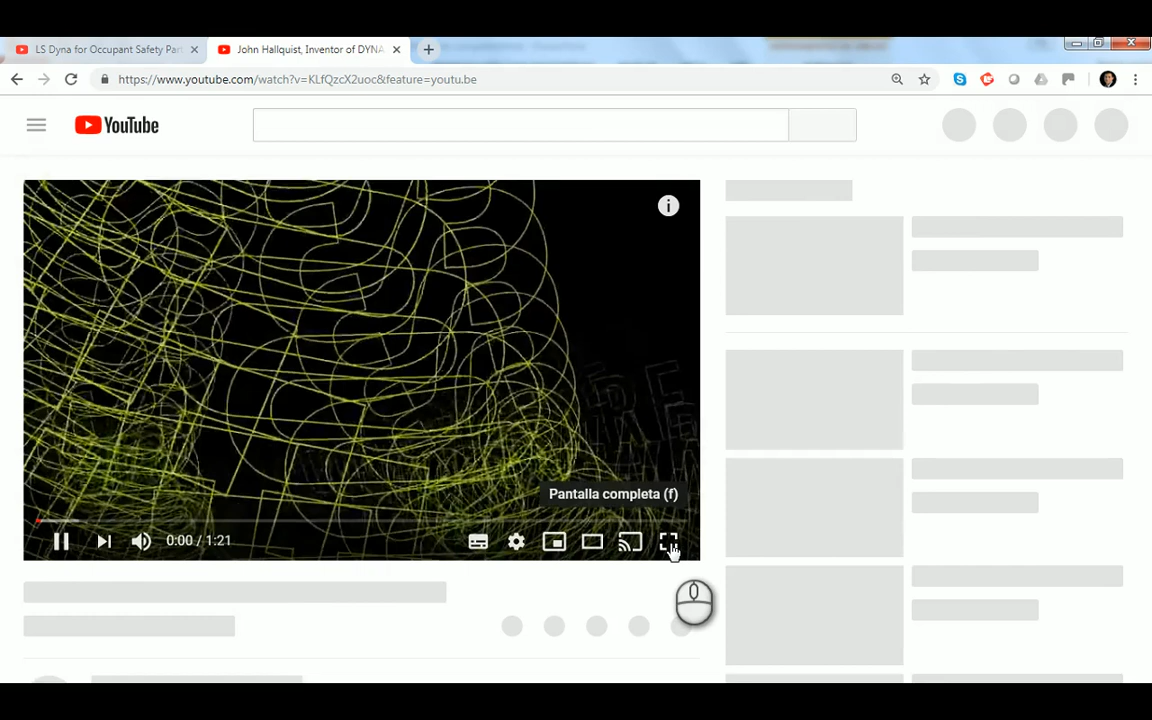 LS Dyna for Occupant Safety Par
John Hallquist, Inventor of DYNA
https://www.youtube.com/watch?v=KLfQzcX2uoc&feature=youtu.be
YouTube
Pantalla completa (f)
0:00 / 1:21